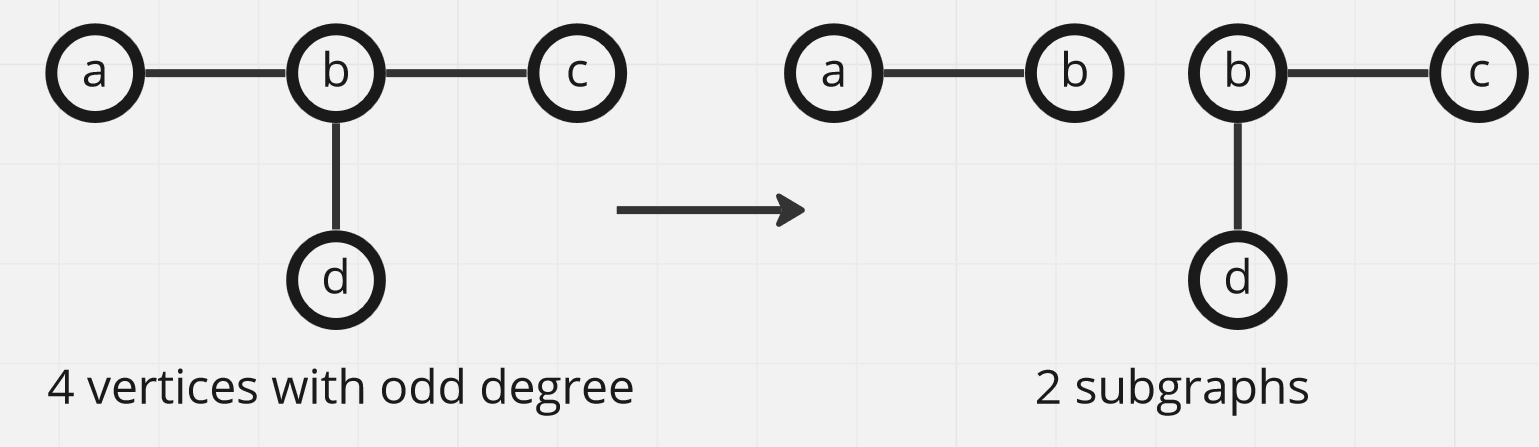 a b c a b b c
d d
4 vertices with odd degree 2 subgraphs